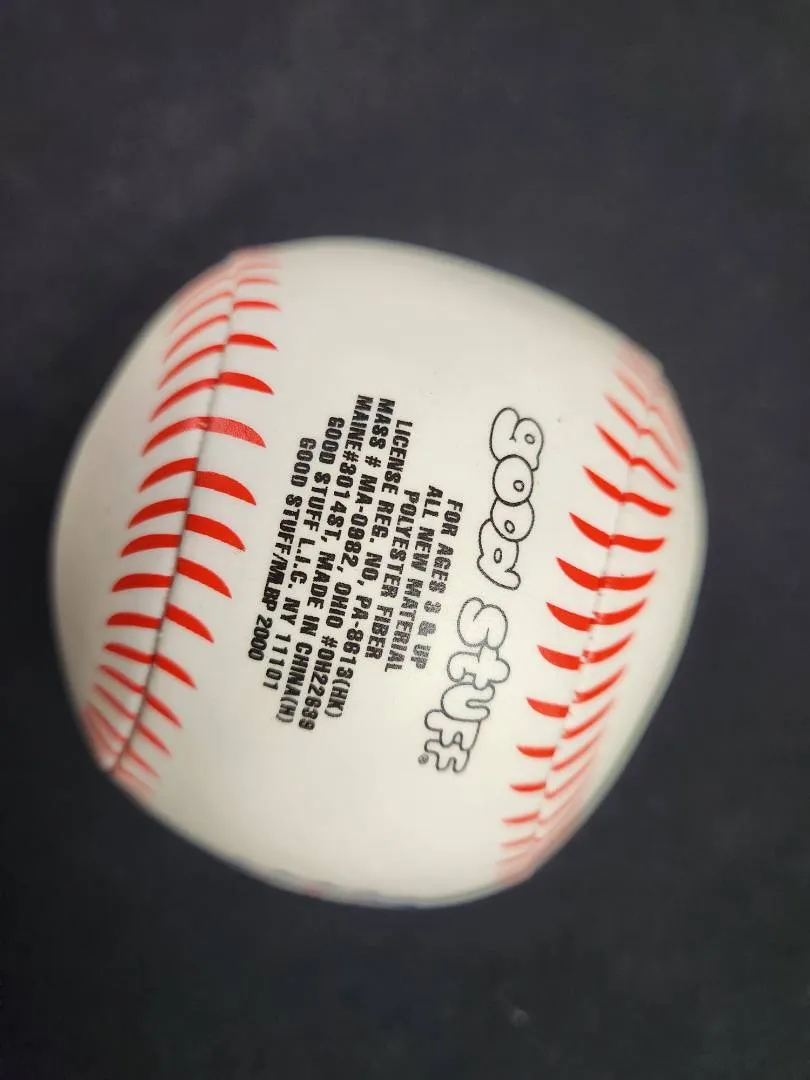 good stuff®
FOR AGES 3 & UP
ALL NEW MATERIAL
POLYESTER FIBER
LICENSE REG. NO, PA-8613(HK)
MASS # MA-0882, OHIO #OH22639
MAINE#3014ST, MADE IN CHINA(H)
GOOD STUFF L.I.C. NY 11101
GOOD STUFF/MLBP 2000